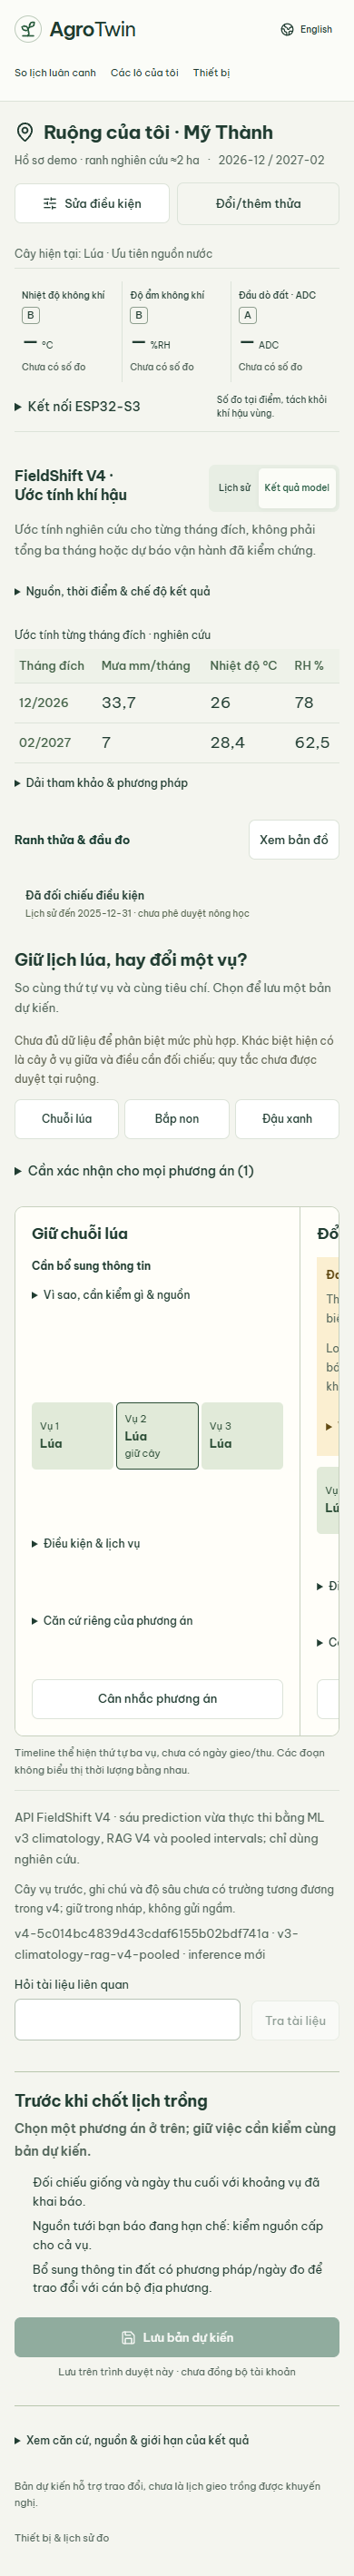 AgroTwin
English
So lịch luân canh Các lô của tôi Thiết bị
Ruộng của tôi · Mỹ Thành
Hồ sơ demo · ranh nghiên cứu ≈2 ha · 2026-12 / 2027-02
Sửa điều kiện
Đổi/thêm thửa
Cây hiện tại: Lúa · Ưu tiên nguồn nước
Nhiệt độ không khí
B
— °C
Chưa có số đo
Độ ẩm không khí
B
— %RH
Chưa có số đo
Đầu dò đất · ADC
A
— ADC
Chưa có số đo
Kết nối ESP32-S3
Số đo tại điểm, tách khỏi
khí hậu vùng.
FieldShift V4 ·
Ước tính khí hậu
Lịch sử
Kết quả model
Ước tính nghiên cứu cho từng tháng đích, không phải
tổng ba tháng hoặc dự báo vận hành đã kiểm chứng.
Nguồn, thời điểm & chế độ kết quả
Ước tính từng tháng đích · nghiên cứu
Tháng đích Mưa mm/tháng Nhiệt độ °C RH %
12/2026 33,7 26 78
02/2027 7 28,4 62,5
Dải tham khảo & phương pháp
Ranh thửa & đầu đo
Xem bản đồ
Đã đối chiếu điều kiện
Lịch sử đến 2025-12-31 · chưa phê duyệt nông học
Giữ lịch lúa, hay đổi một vụ?
So cùng thứ tự vụ và cùng tiêu chí. Chọn để lưu một bản
dự kiến.
Chưa đủ dữ liệu để phân biệt mức phù hợp. Khác biệt hiện có
là cây ở vụ giữa và điều cần đối chiếu; quy tắc chưa được
duyệt tại ruộng.
Chuỗi lúa
Bắp non
Đậu xanh
Cần xác nhận cho mọi phương án (1)
Giữ chuỗi lúa
Cần bổ sung thông tin
Vì sao, cần kiểm gì & nguồn
Vụ 1
Lúa
Vụ 2
Lúa
giữ cây
Vụ 3
Lúa
Điều kiện & lịch vụ
Căn cứ riêng của phương án
Cân nhắc phương án
Timeline thể hiện thứ tự ba vụ, chưa có ngày gieo/thu. Các đoạn
không biểu thị thời lượng bằng nhau.
API FieldShift V4 · sáu prediction vừa thực thi bằng ML
v3 climatology, RAG V4 và pooled intervals; chỉ dùng
nghiên cứu.
Cây vụ trước, ghi chú và độ sâu chưa có trường tương đương
trong v4; giữ trong nháp, không gửi ngầm.
v4-5c014bc4839d43cdaf6155b02bdf741a · v3-
climatology-rag-v4-pooled · inference mới
Hỏi tài liệu liên quan
Tra tài liệu
Trước khi chốt lịch trồng
Chọn một phương án ở trên; giữ việc cần kiểm cùng
bản dự kiến.
Đối chiếu giống và ngày thu cuối với khoảng vụ đã
khai báo.
Nguồn tưới bạn báo đang hạn chế: kiểm nguồn cấp
cho cả vụ.
Bổ sung thông tin đất có phương pháp/ngày đo để
trao đổi với cán bộ địa phương.
Lưu bản dự kiến
Lưu trên trình duyệt này · chưa đồng bộ tài khoản
Xem căn cứ, nguồn & giới hạn của kết quả
Bản dự kiến hỗ trợ trao đổi, chưa là lịch gieo trồng được khuyến
nghị.
Thiết bị & lịch sử đo